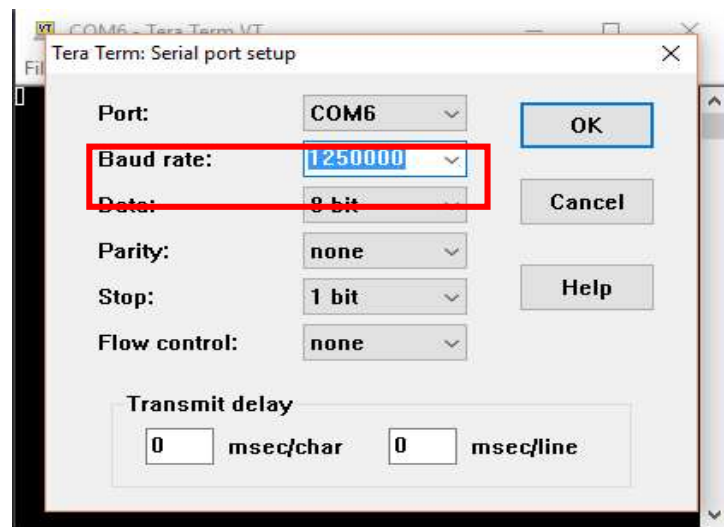 COM6 - Tera Term VT
Tera Term: Serial port setup
Fil
Port: COM6
OK
Baud rate: 1250000
Data: 8 bit
Cancel
Parity: none
Stop: 1 bit
Help
Flow control: none
Transmit delay
0 msec/char 0 msec/line